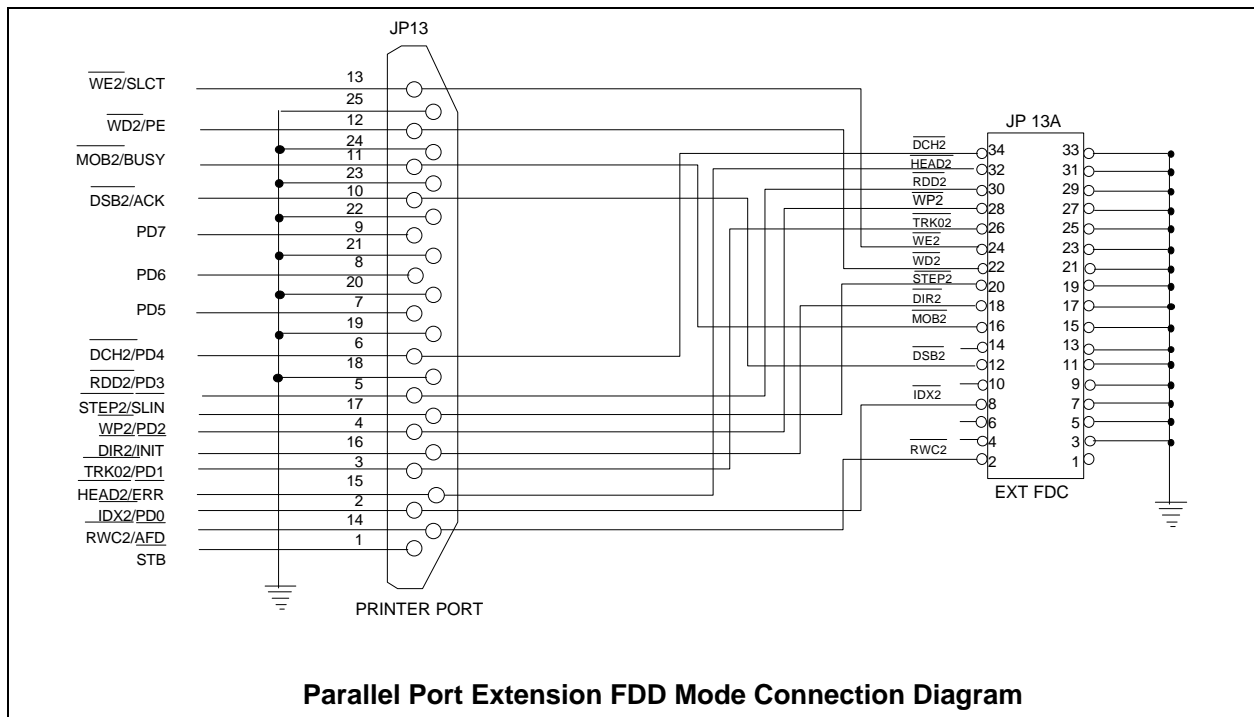 JP13
WE2/SLCT
WD2/PE
MOB2/BUSY
DSB2/ACK
PD7
PD6
PD5
DCH2/PD4
RDD2/PD3
STEP2/SLIN
WP2/PD2
DIR2/INIT
TRK02/PD1
HEAD2/ERR
IDX2/PD0
RWC2/AFD
STB
13
25
12
24
11
23
10
22
9
21
8
20
7
19
6
18
5
17
4
16
3
15
2
14
1
PRINTER PORT
JP 13A
DCH2
HEAD2
RDD2
WP2
TRK02
WE2
WD2
STEP2
DIR2
MOB2
DSB2
IDX2
RWC2
34 33
32 31
30 29
28 27
26 25
24 23
22 21
20 19
18 17
16 15
14 13
12 11
10 9
8 7
6 5
4 3
2 1
EXT FDC
Parallel Port Extension FDD Mode Connection Diagram